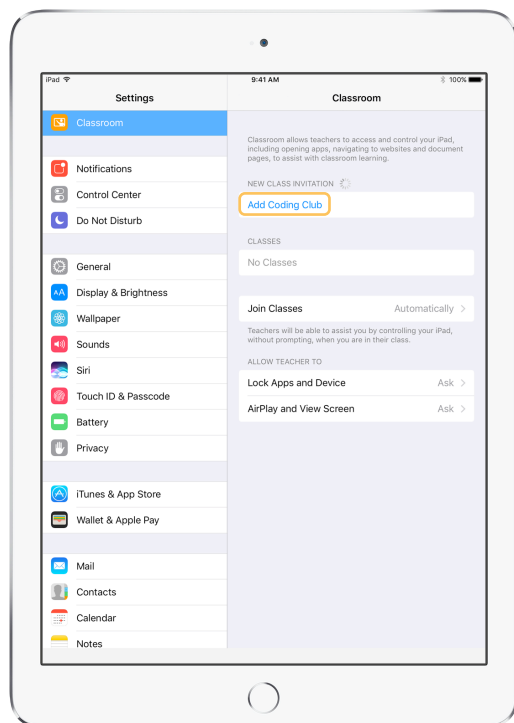 iPad
9:41 AM
100%
Settings
Classroom
Notifications
Control Center
Do Not Disturb
General
Display & Brightness
AA
Wallpaper
Sounds
Siri
Touch ID & Passcode
Battery
Privacy
iTunes & App Store
Wallet & Apple Pay
Mail
Contacts
Calendar
Notes
Classroom
Classroom allows teachers to access and control your iPad,
including opening apps, navigating to websites and document
pages, to assist with classroom learning.
NEW CLASS INVITATION
Add Coding Club
CLASSES
No Classes
Join Classes Automatically
Teachers will be able to assist you by controlling your iPad,
without prompting, when you are in their class.
ALLOW TEACHER TO
Lock Apps and Device Ask
AirPlay and View Screen Ask